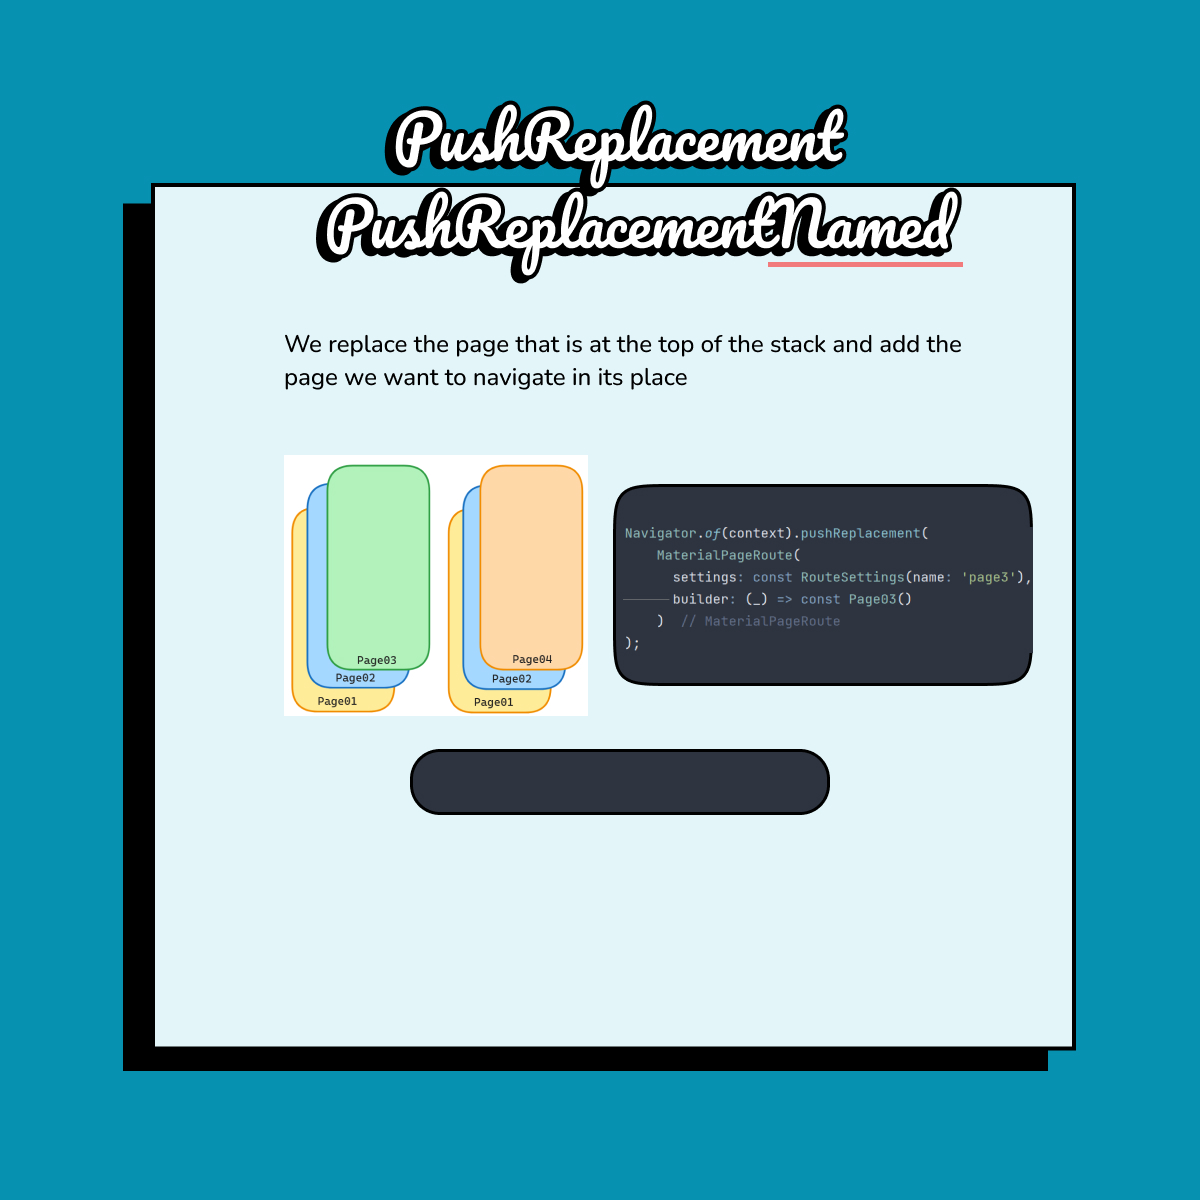 PushReplacement
PushReplacementNamed
We replace the page that is at the top of the stack and add the
page we want to navigate in its place
Page03
Page02
Page01
Page04
Page02
Page01
Navigator.of(context).pushReplacement(
MaterialPageRoute(
settings: const RouteSettings(name: 'page3'),
builder: (_) => const Page03()
) // MaterialPageRoute
);